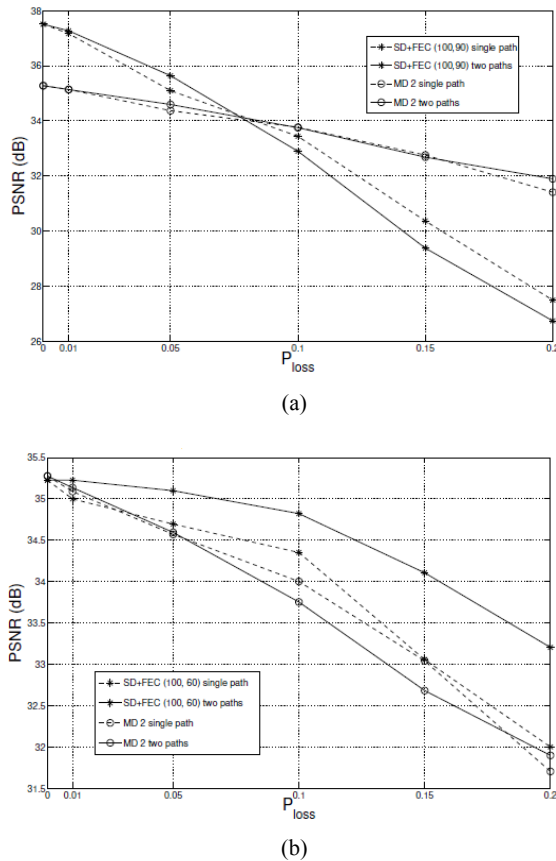 38
36
34
32
30
28
26
PSNR (dB)
SD+FEC (100,90) single path
SD+FEC (100,90) two paths
MD 2 single path
MD 2 two paths
0 0.01 0.05 0.1 0.15 0.2
P_loss
(a)
35.5
35
34.5
34
33.5
33
32.5
32
31.5
PSNR (dB)
SD+FEC (100, 60) single path
SD+FEC (100, 60) two paths
MD 2 single path
MD 2 two paths
0 0.01 0.05 0.1 0.15 0.2
P_loss
(b)